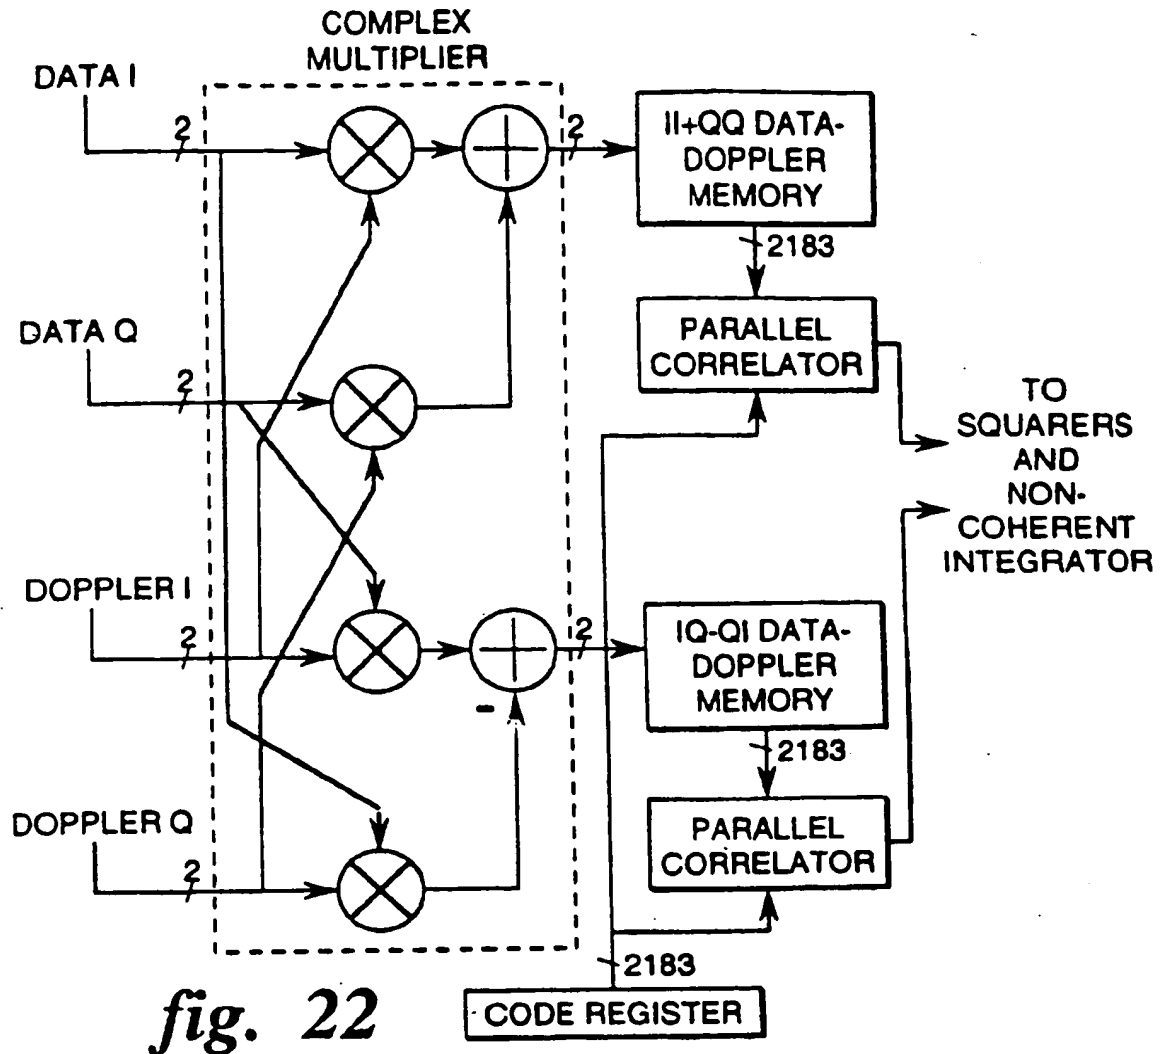 COMPLEX
MULTIPLIER
DATA I
2
2
II+QQ DATA-
DOPPLER
MEMORY
2183
PARALLEL
CORRELATOR
DATA Q
2
TO
SQUARERS
AND
NON-
COHERENT
INTEGRATOR
DOPPLER I
2
2
-
IQ-QI DATA-
DOPPLER
MEMORY
2183
PARALLEL
CORRELATOR
DOPPLER Q
2
2183
CODE REGISTER
fig. 22